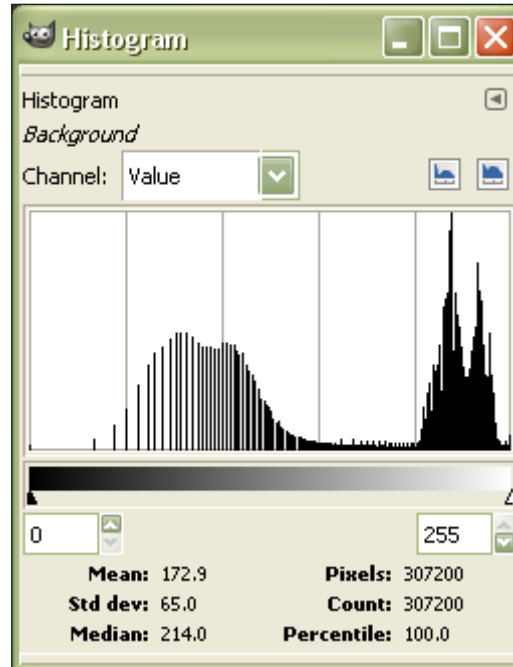 Histogram
Histogram
Background
Channel: Value
0 255
Mean: 172.9 Pixels: 307200
Std dev: 65.0 Count: 307200
Median: 214.0 Percentile: 100.0